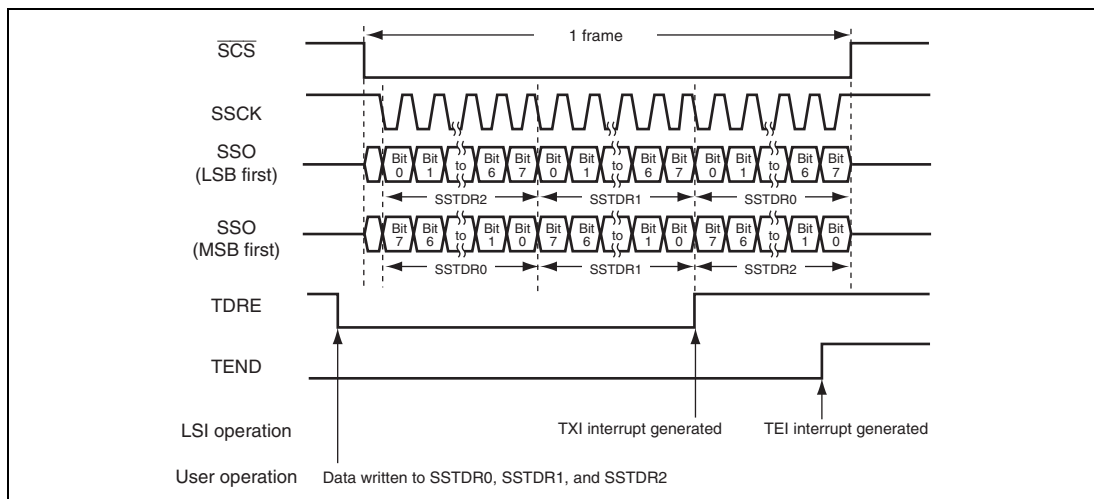 1 frame
SCS
SSCK
SSO
(LSB first)
Bit 0 Bit 1 to Bit 6 Bit 7 Bit 0 Bit 1 to Bit 6 Bit 7 Bit 0 Bit 1 to Bit 6 Bit 7
SSTDR2 SSTDR1 SSTDR0
SSO
(MSB first)
Bit 7 Bit 6 to Bit 1 Bit 0 Bit 7 Bit 6 to Bit 1 Bit 0 Bit 7 Bit 6 to Bit 1 Bit 0
SSTDR0 SSTDR1 SSTDR2
TDRE
TEND
LSI operation TXI interrupt generated TEI interrupt generated
User operation Data written to SSTDR0, SSTDR1, and SSTDR2